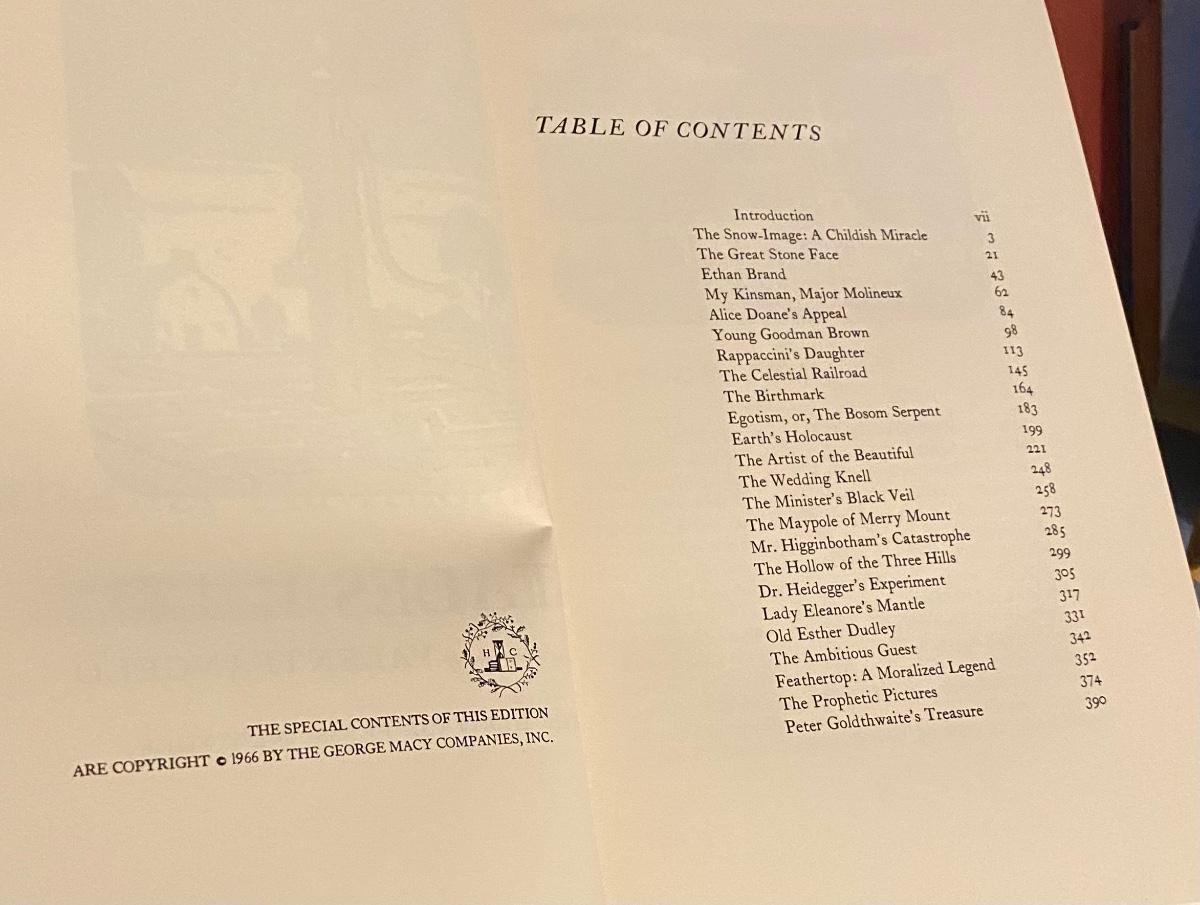 H C
THE SPECIAL CONTENTS OF THIS EDITION
ARE COPYRIGHT © 1966 BY THE GEORGE MACY COMPANIES, INC.
TABLE OF CONTENTS
Introduction vii
The Snow-Image: A Childish Miracle 3
The Great Stone Face 21
Ethan Brand 43
My Kinsman, Major Molineux 62
Alice Doane's Appeal 84
Young Goodman Brown 98
Rappaccini's Daughter 113
The Celestial Railroad 145
The Birthmark 164
Egotism, or, The Bosom Serpent 183
Earth's Holocaust 199
The Artist of the Beautiful 221
The Wedding Knell 248
The Minister's Black Veil 258
The Maypole of Merry Mount 273
Mr. Higginbotham's Catastrophe 285
The Hollow of the Three Hills 299
Dr. Heidegger's Experiment 305
Lady Eleanore's Mantle 317
Old Esther Dudley 331
The Ambitious Guest 342
Feathertop: A Moralized Legend 352
The Prophetic Pictures 374
Peter Goldthwaite's Treasure 390